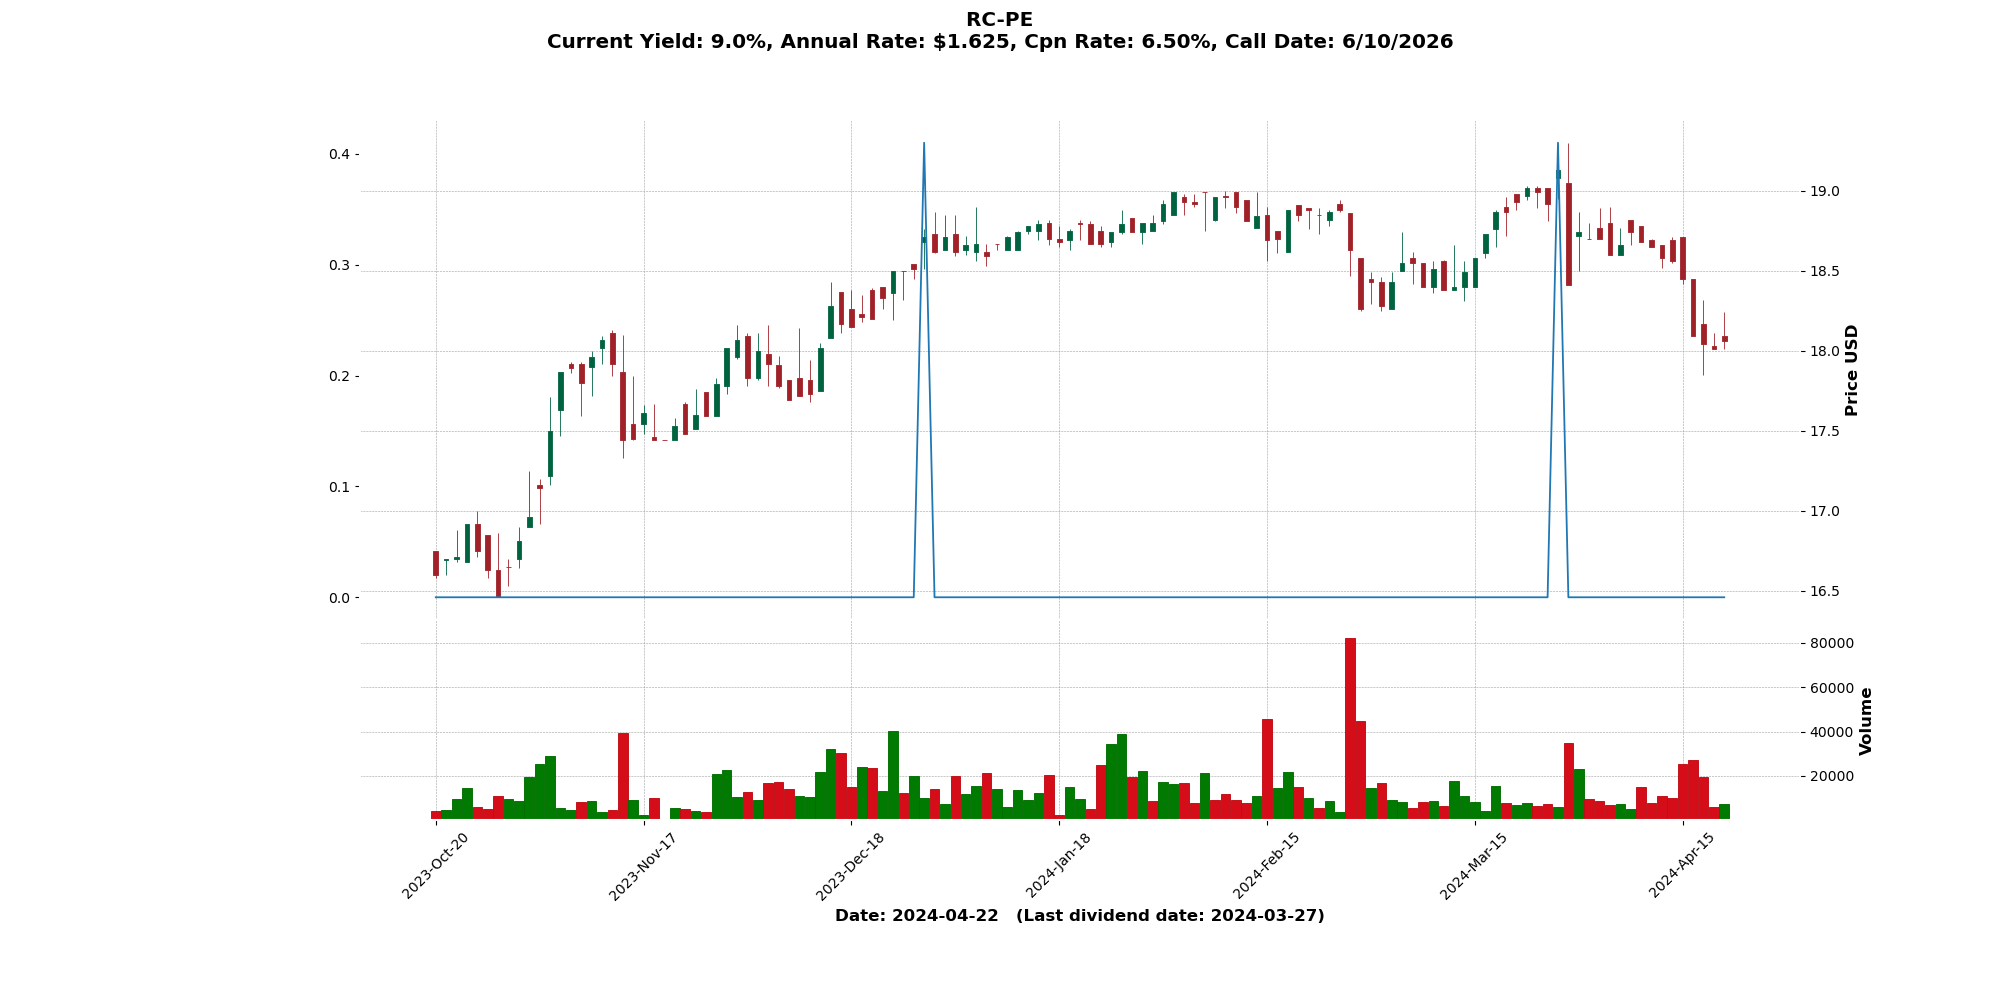 RC-PE
Current Yield: 9.0%, Annual Rate: $1.625, Cpn Rate: 6.50%, Call Date: 6/10/2026
0.4
0.3
0.2
0.1
0.0
19.0
18.5
18.0
17.5
17.0
16.5
Price USD
80000
60000
40000
20000
Volume
2023-Oct-20
2023-Nov-17
2023-Dec-18
2024-Jan-18
2024-Feb-15
2024-Mar-15
2024-Apr-15
Date: 2024-04-22   (Last dividend date: 2024-03-27)